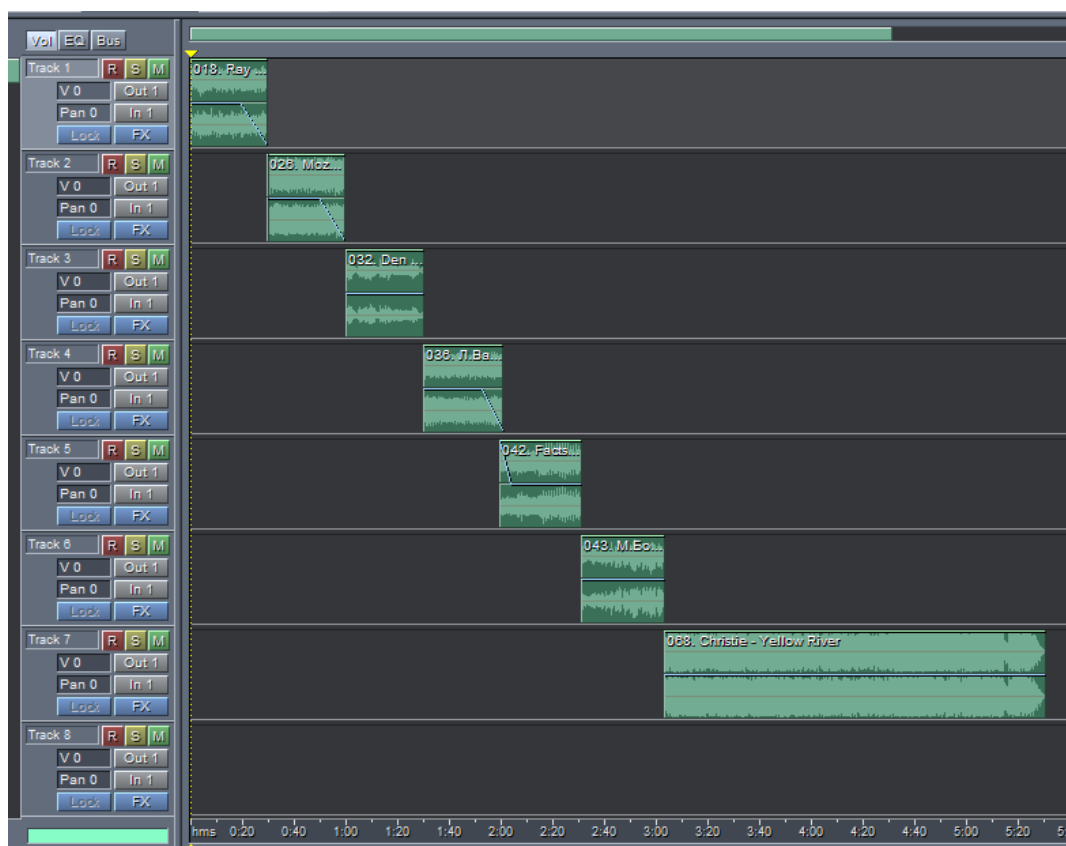 Vol EQ Bus
Track 1 R S M
018. Ray ...
V 0 Out 1
Pan 0 In 1
Lock FX
Track 2 R S M
026. Moz...
V 0 Out 1
Pan 0 In 1
Lock FX
Track 3 R S M
032. Den ...
V 0 Out 1
Pan 0 In 1
Lock FX
Track 4 R S M
036. Л.Ва...
V 0 Out 1
Pan 0 In 1
Lock FX
Track 5 R S M
042. Facts...
V 0 Out 1
Pan 0 In 1
Lock FX
Track 6 R S M
043. М.Бо...
V 0 Out 1
Pan 0 In 1
Lock FX
Track 7 R S M
068. Christie - Yellow River
V 0 Out 1
Pan 0 In 1
Lock FX
Track 8 R S M
V 0 Out 1
Pan 0 In 1
Lock FX
hms 0:20 0:40 1:00 1:20 1:40 2:00 2:20 2:40 3:00 3:20 3:40 4:00 4:20 4:40 5:00 5:20